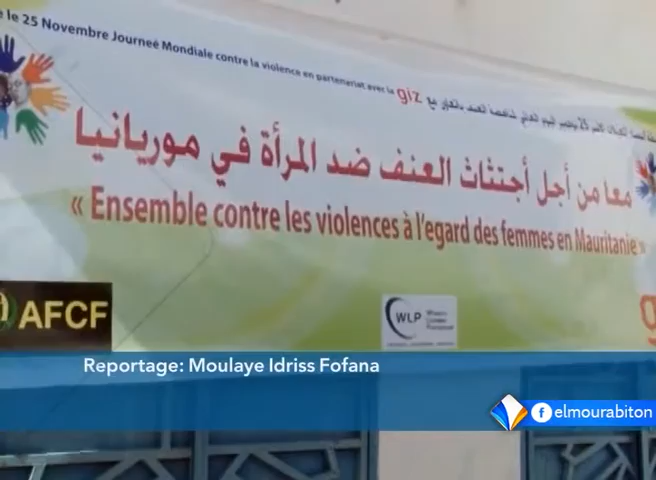 le 25 Novembre Journeé Mondiale contre la violence en partenariat avec la giz
معا من أجل أجتثاث العنف ضد المرأة في موريانيا
« Ensemble contre les violences à l'egard des femmes en Mauritanie »
AFCF
WLP
Reportage: Moulaye Idriss Fofana
elmourabiton